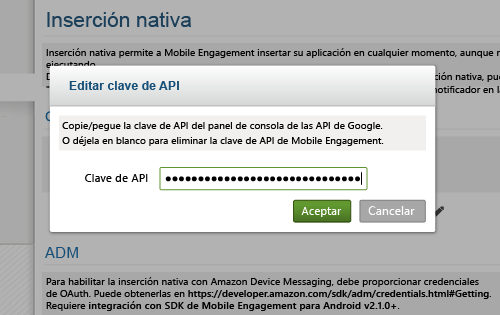 Inserción nativa
Inserción nativa permite a Mobile Engagement insertar su aplicación en cualquier momento, aunque n
ejecutando.
D
ción nativa, pue
notificador en la
Editar clave de API
Copie/pegue la clave de API del panel de consola de las API de Google.
O déjela en blanco para eliminar la clave de API de Mobile Engagement.
Clave de API ●●●●●●●●●●●●●●●●●●●●●●●●●●●●●●
Aceptar Cancelar
ADM
Para habilitar la inserción nativa con Amazon Device Messaging, debe proporcionar credenciales
de OAuth. Puede obtenerlas en https://developer.amazon.com/sdk/adm/credentials.html#Getting.
Requiere integración con SDK de Mobile Engagement para Android v2.1.0+.